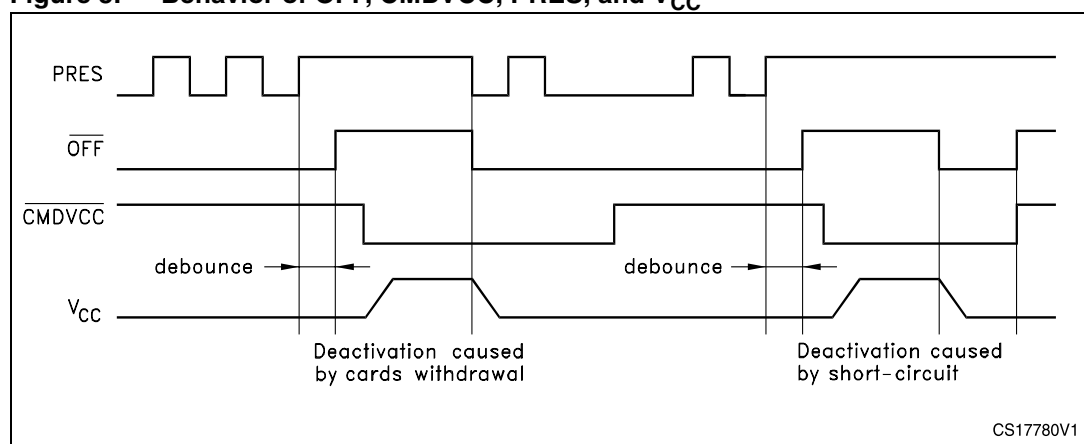 Figure 8. Behavior of OFF, CMDVCC, PRES, and VCC
PRES
OFF
CMDVCC
debounce
debounce
VCC
Deactivation caused
by cards withdrawal
Deactivation caused
by short-circuit
CS17780V1